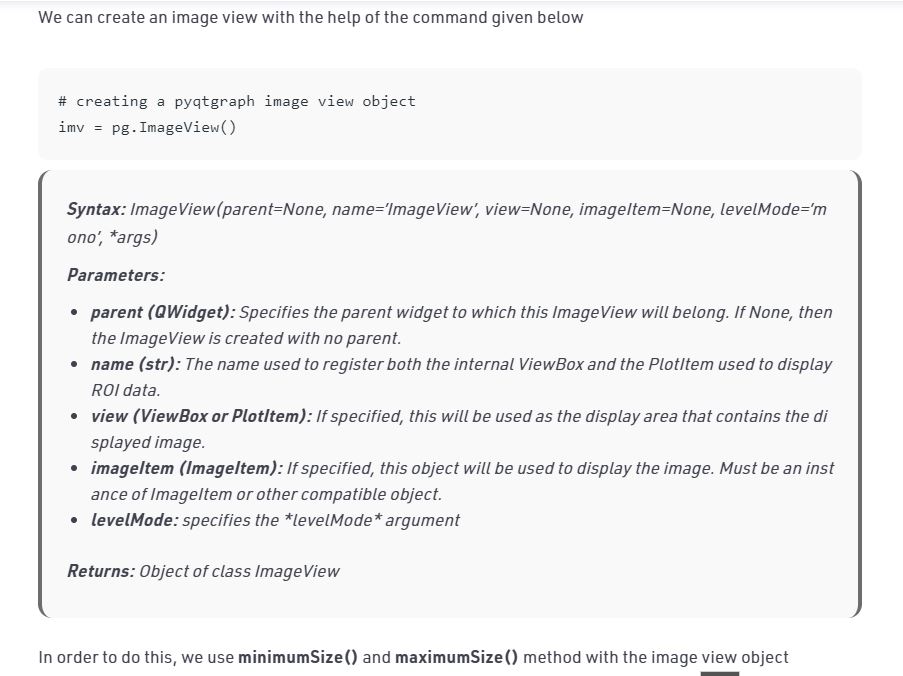 We can create an image view with the help of the command given below
# creating a pyqtgraph image view object
imv = pg.ImageView()
Syntax: ImageView(parent=None, name=’ImageView’, view=None, imageItem=None, levelMode=’m
ono’, *args)
Parameters:
• parent (QWidget): Specifies the parent widget to which this ImageView will belong. If None, then
the ImageView is created with no parent.
• name (str): The name used to register both the internal ViewBox and the PlotItem used to display
ROI data.
• view (ViewBox or PlotItem): If specified, this will be used as the display area that contains the di
splayed image.
• imageItem (ImageItem): If specified, this object will be used to display the image. Must be an inst
ance of ImageItem or other compatible object.
• levelMode: specifies the *levelMode* argument
Returns: Object of class ImageView
In order to do this, we use minimumSize() and maximumSize() method with the image view object